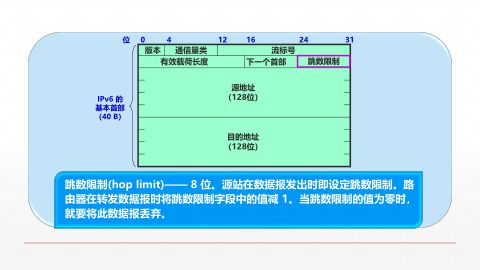 位 0 4 12 16 24 31
版本 通信量类 流标号
有效载荷长度 下一个首部 跳数限制
源地址
(128位)
IPv6 的
基本首部
(40 B)
目的地址
(128位)
跳数限制(hop limit)—— 8 位。源站在数据报发出时即设定跳数限制。路
由器在转发数据报时将跳数限制字段中的值减 1。当跳数限制的值为零时，
就要将此数据报丢弃。